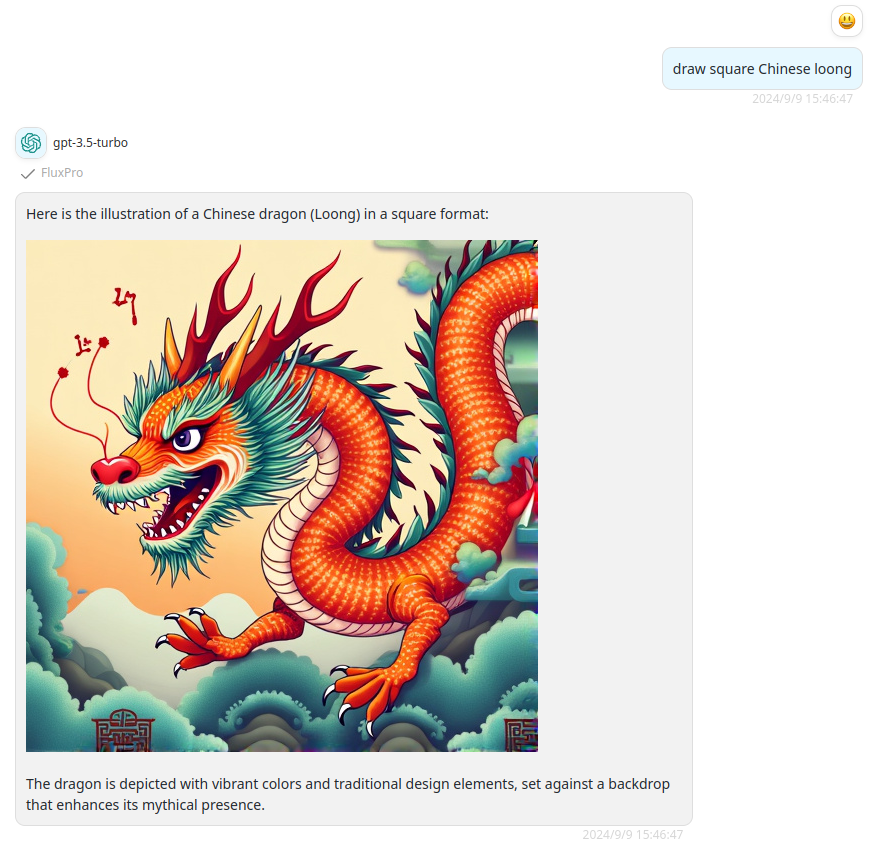 draw square Chinese loong
2024/9/9 15:46:47
gpt-3.5-turbo
FluxPro
Here is the illustration of a Chinese dragon (Loong) in a square format:
The dragon is depicted with vibrant colors and traditional design elements, set against a backdrop
that enhances its mythical presence.
2024/9/9 15:46:47